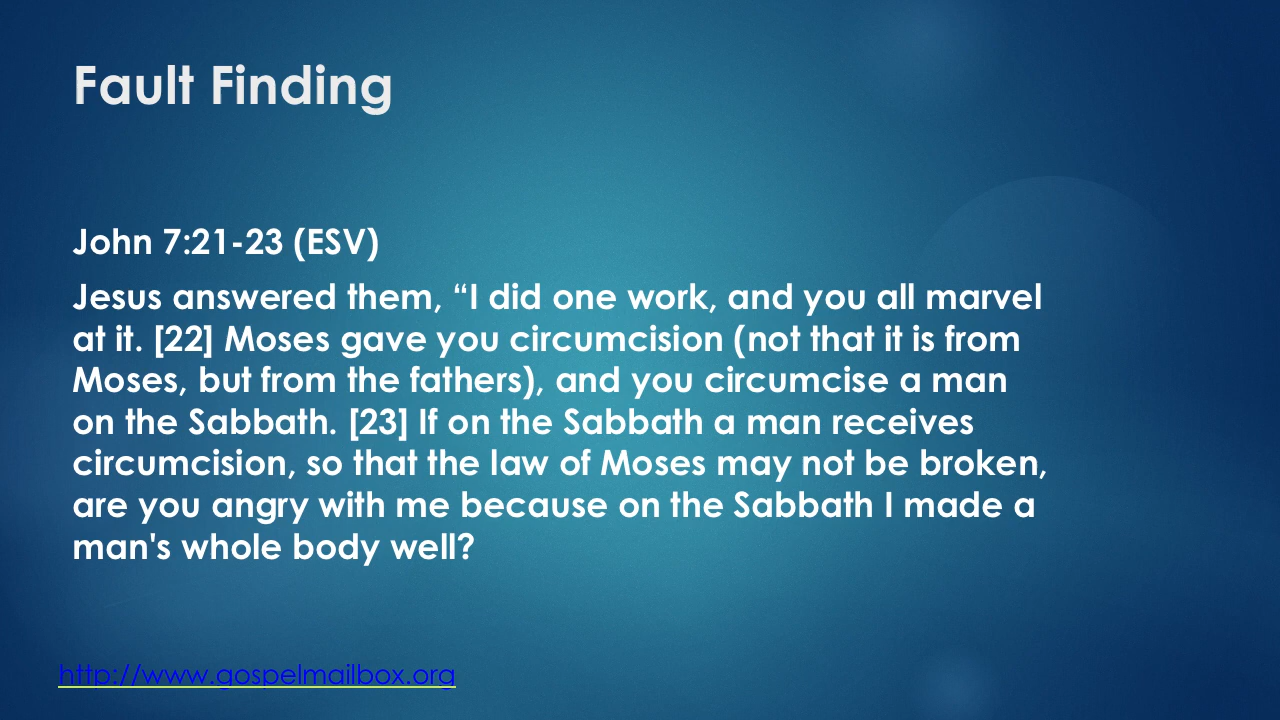 Fault Finding
John 7:21-23 (ESV)
Jesus answered them, “I did one work, and you all marvel
at it. [22] Moses gave you circumcision (not that it is from
Moses, but from the fathers), and you circumcise a man
on the Sabbath. [23] If on the Sabbath a man receives
circumcision, so that the law of Moses may not be broken,
are you angry with me because on the Sabbath I made a
man's whole body well?
http://www.gospelmailbox.org